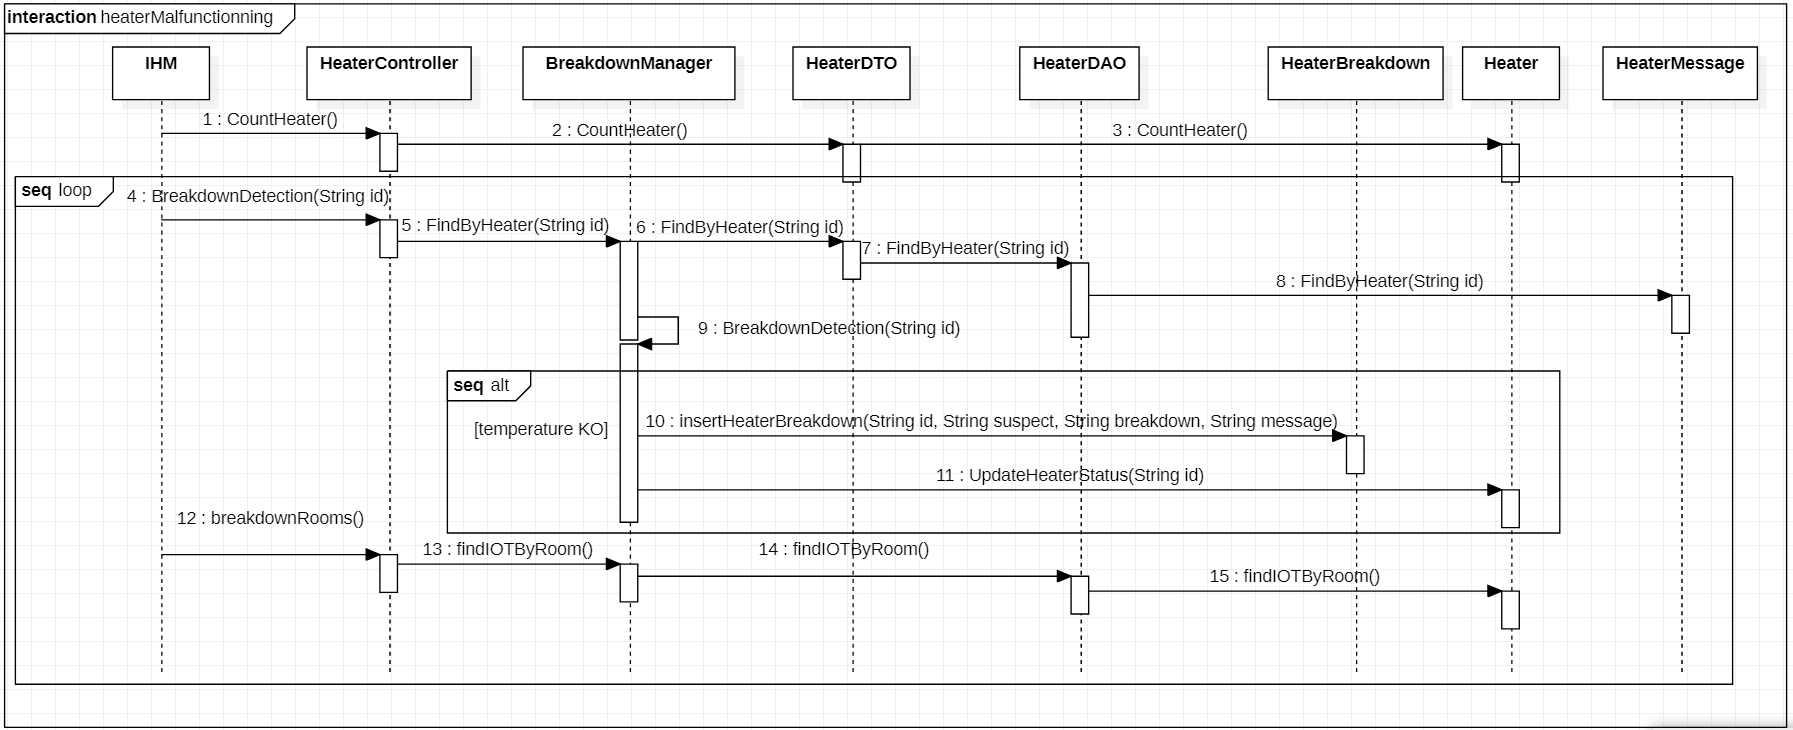 interaction heaterMalfunctionning
IHM
HeaterController
BreakdownManager
HeaterDTO
HeaterDAO
HeaterBreakdown
Heater
HeaterMessage
1 : CountHeater()
2 : CountHeater()
3 : CountHeater()
seq loop
4 : BreakdownDetection(String id)
5 : FindByHeater(String id)
6 : FindByHeater(String id)
7 : FindByHeater(String id)
8 : FindByHeater(String id)
9 : BreakdownDetection(String id)
seq alt
[temperature KO]
10 : insertHeaterBreakdown(String id, String suspect, String breakdown, String message)
11 : UpdateHeaterStatus(String id)
12 : breakdownRooms()
13 : findIOTByRoom()
14 : findIOTByRoom()
15 : findIOTByRoom()